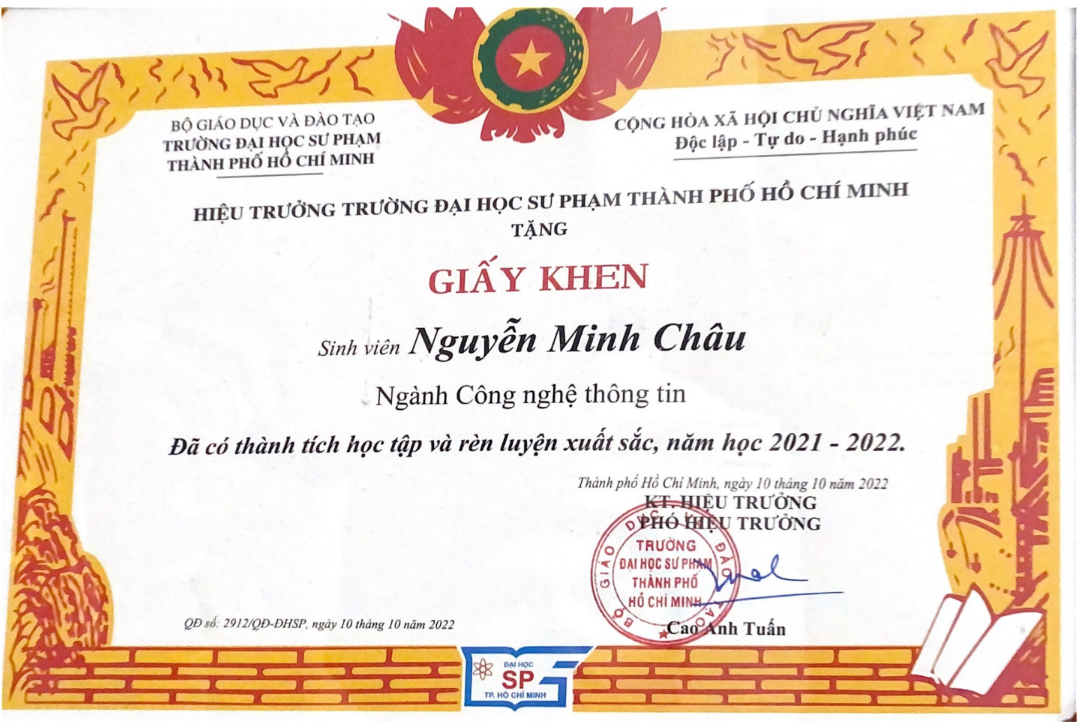 BỘ GIÁO DỤC VÀ ĐÀO TẠO
TRƯỜNG ĐẠI HỌC SƯ PHẠM
THÀNH PHỐ HỒ CHÍ MINH
CỘNG HÒA XÃ HỘI CHỦ NGHĨA VIỆT NAM
Độc lập - Tự do - Hạnh phúc
HIỆU TRƯỞNG TRƯỜNG ĐẠI HỌC SƯ PHẠM THÀNH PHỐ HỒ CHÍ MINH
TẶNG
GIẤY KHEN
Sinh viên Nguyễn Minh Châu
Ngành Công nghệ thông tin
Đã có thành tích học tập và rèn luyện xuất sắc, năm học 2021 - 2022.
Thành phố Hồ Chí Minh, ngày 10 tháng 10 năm 2022
KT. HIỆU TRƯỞNG
PHÓ HIỆU TRƯỞNG
BỘ GIÁO DỤC VÀ ĐÀO TẠO
TRƯỜNG
ĐẠI HỌC SƯ PHẠM
THÀNH PHỐ
HỒ CHÍ MINH
Cao Anh Tuấn
QĐ số: 2912/QĐ-ĐHSP, ngày 10 tháng 10 năm 2022
ĐẠI HỌC
SP
TP. HỒ CHÍ MINH